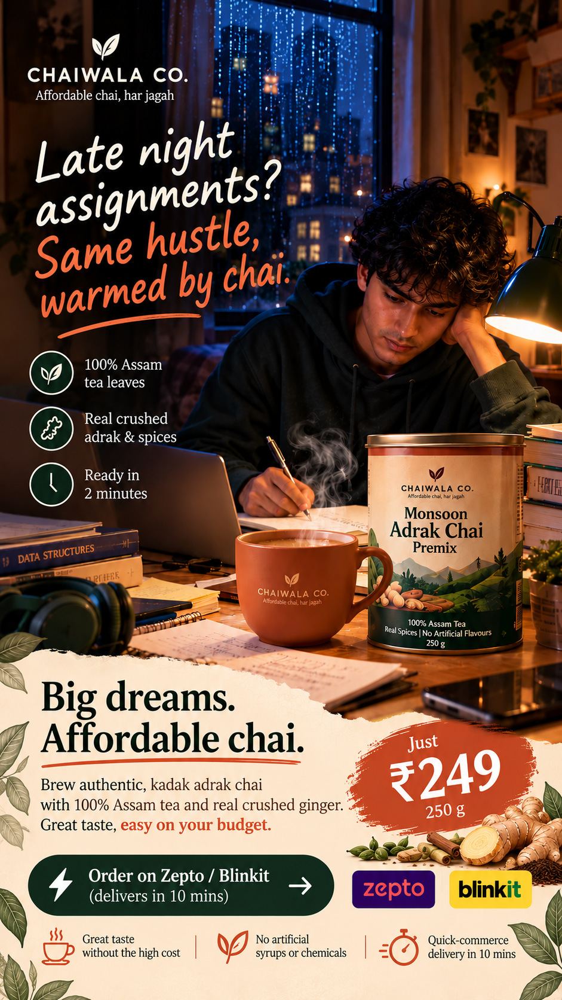 CHAIWALA CO.
Affordable chai, har jagah
Late night
assignments?
Same hustle,
warmed by chai.
100% Assam
tea leaves
Real crushed
adrak & spices
Ready in
2 minutes
DATA STRUCTURES
CHAIWALA CO.
Affordable chai, har jagah
CHAIWALA CO.
Affordable chai, har jagah
Monsoon
Adrak Chai
Premix
100% Assam Tea
Real Spices | No Artificial Flavours
250 g
Big dreams.
Affordable chai.
Brew authentic, kadak adrak chai
with 100% Assam tea and real crushed ginger.
Great taste, easy on your budget.
Just
₹249
250 g
Order on Zepto / Blinkit
(delivers in 10 mins)
zepto
blinkit
Great taste
without the high cost
No artificial
syrups or chemicals
Quick-commerce
delivery in 10 mins